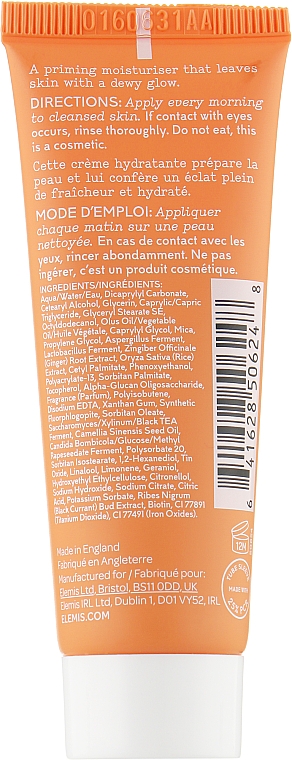 0160831AA
A priming moisturiser that leaves
skin with a dewy glow.
DIRECTIONS: Apply every morning
to cleansed skin. If contact with eyes
occurs, rinse thoroughly. Do not eat, this
is a cosmetic.
Cette crème hydratante prépare la
peau et lui confère un éclat plein
de fraîcheur et hydraté.
MODE D'EMPLOI: Appliquer
chaque matin sur une peau
nettoyée. En cas de contact avec les
yeux, rincer abondamment. Ne pas
ingérer, c'est un produit cosmétique.
INGREDIENTS/INGRÉDIENTS:
Aqua/Water/Eau, Dicaprylyl Carbonate,
Cetearyl Alcohol, Glycerin, Caprylic/Capric
Triglyceride, Glyceryl Stearate SE,
Octyldodecanol, Olus Oil/Vegetable
Oil/Huile Végétale, Caprylyl Glycol, Mica,
Propylene Glycol, Aspergillus Ferment,
Lactobacillus Ferment, Zingiber Officinale
(Ginger) Root Extract, Oryza Sativa (Rice)
Extract, Cetyl Palmitate, Phenoxyethanol,
Polyacrylate-13, Sorbitan Palmitate,
Tocopherol, Alpha-Glucan Oligosaccharide,
Fragrance (Parfum), Polyisobutene,
Disodium EDTA, Xanthan Gum, Synthetic
Fluorphlogopite, Sorbitan Oleate,
Saccharomyces/Xylinum/Black TEA
Ferment, Camellia Sinensis Seed Oil,
Candida Bombicola/Glucose/Methyl
Rapeseedate Ferment, Polysorbate 20,
Sorbitan Isostearate, 1,2-Hexanediol, Tin
Oxide, Linalool, Limonene, Geraniol,
Hydroxyethyl Ethylcellulose, Citronellol,
Sodium Hydroxide, Sodium Citrate, Citric
Acid, Potassium Sorbate, Ribes Nigrum
(Black Currant) Bud Extract, Biotin, CI 77891
(Titanium Dioxide), CI 77491 (Iron Oxides).
6 41628 50624 8
12M
Made in England
Fabriqué en Angleterre
Manufactured for / Fabriqué pour:
Elemis Ltd, Bristol, BS11 0DD, UK
Elemis IRL Ltd, Dublin 1, D01 VY52, IRL
ELEMIS.COM
MADE WITH